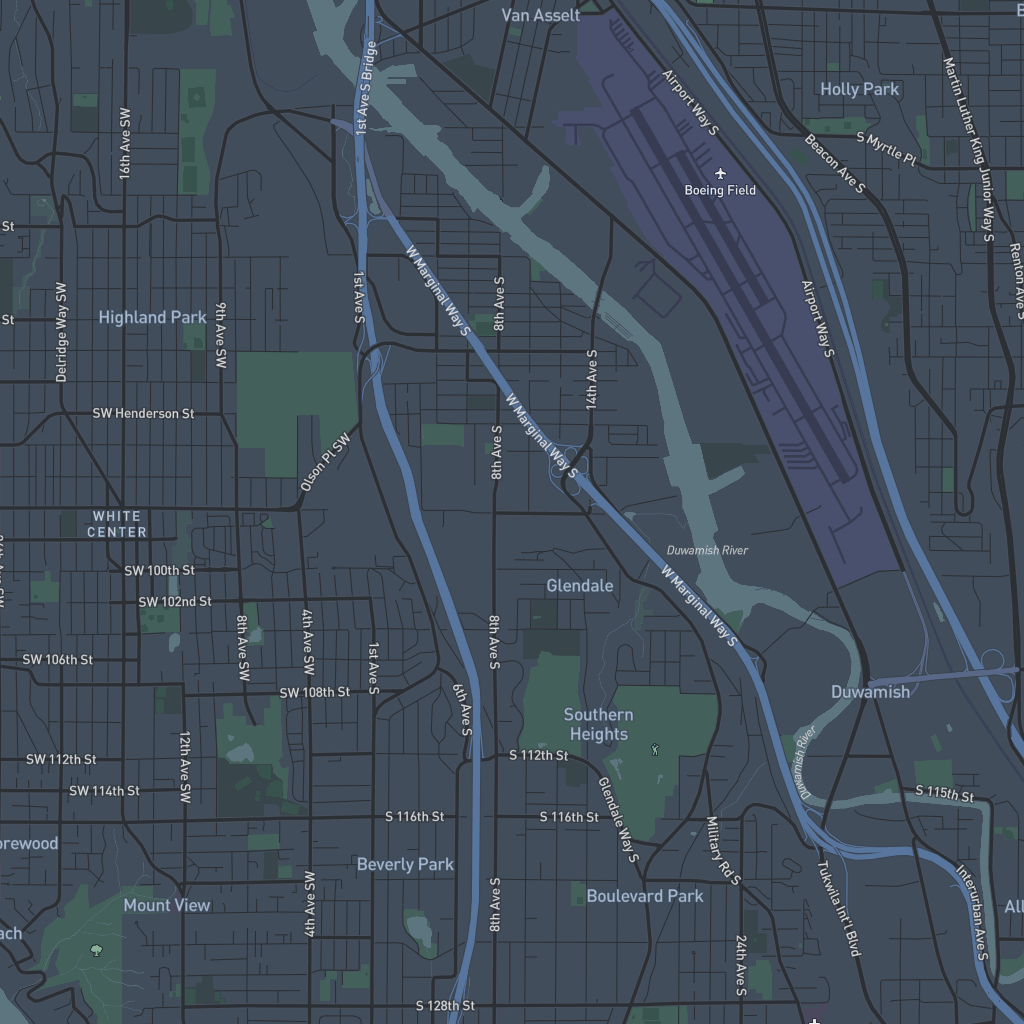 Van Asselt
Holly Park
Martin Luther King Junior Way S
1st Ave S Bridge
Airport Way S
S Myrtle Pl
Beacon Ave S
16th Ave SW
Boeing Field
St
Renton Ave S
W Marginal Way S
1st Ave S
8th Ave S
Airport Way S
Delridge Way SW
Highland Park
9th Ave SW
St
14th Ave S
SW Henderson St
W Marginal Way S
Olson Pl SW
8th Ave S
WHITE
CENTER
Duwamish River
SW 100th St
Glendale
W Marginal Way S
SW 102nd St
8th Ave SW
4th Ave SW
1st Ave S
8th Ave S
SW 106th St
SW 108th St
6th Ave S
Duwamish
Southern
Heights
Duwamish River
12th Ave SW
SW 112th St
S 112th St
SW 114th St
S 115th St
Glendale Way S
S 116th St
S 116th St
Military Rd S
orewood
Beverly Park
Tukwila Int'l Blvd
Interurban Ave S
Mount View
4th Ave SW
8th Ave S
Boulevard Park
All
ach
24th Ave S
S 128th St